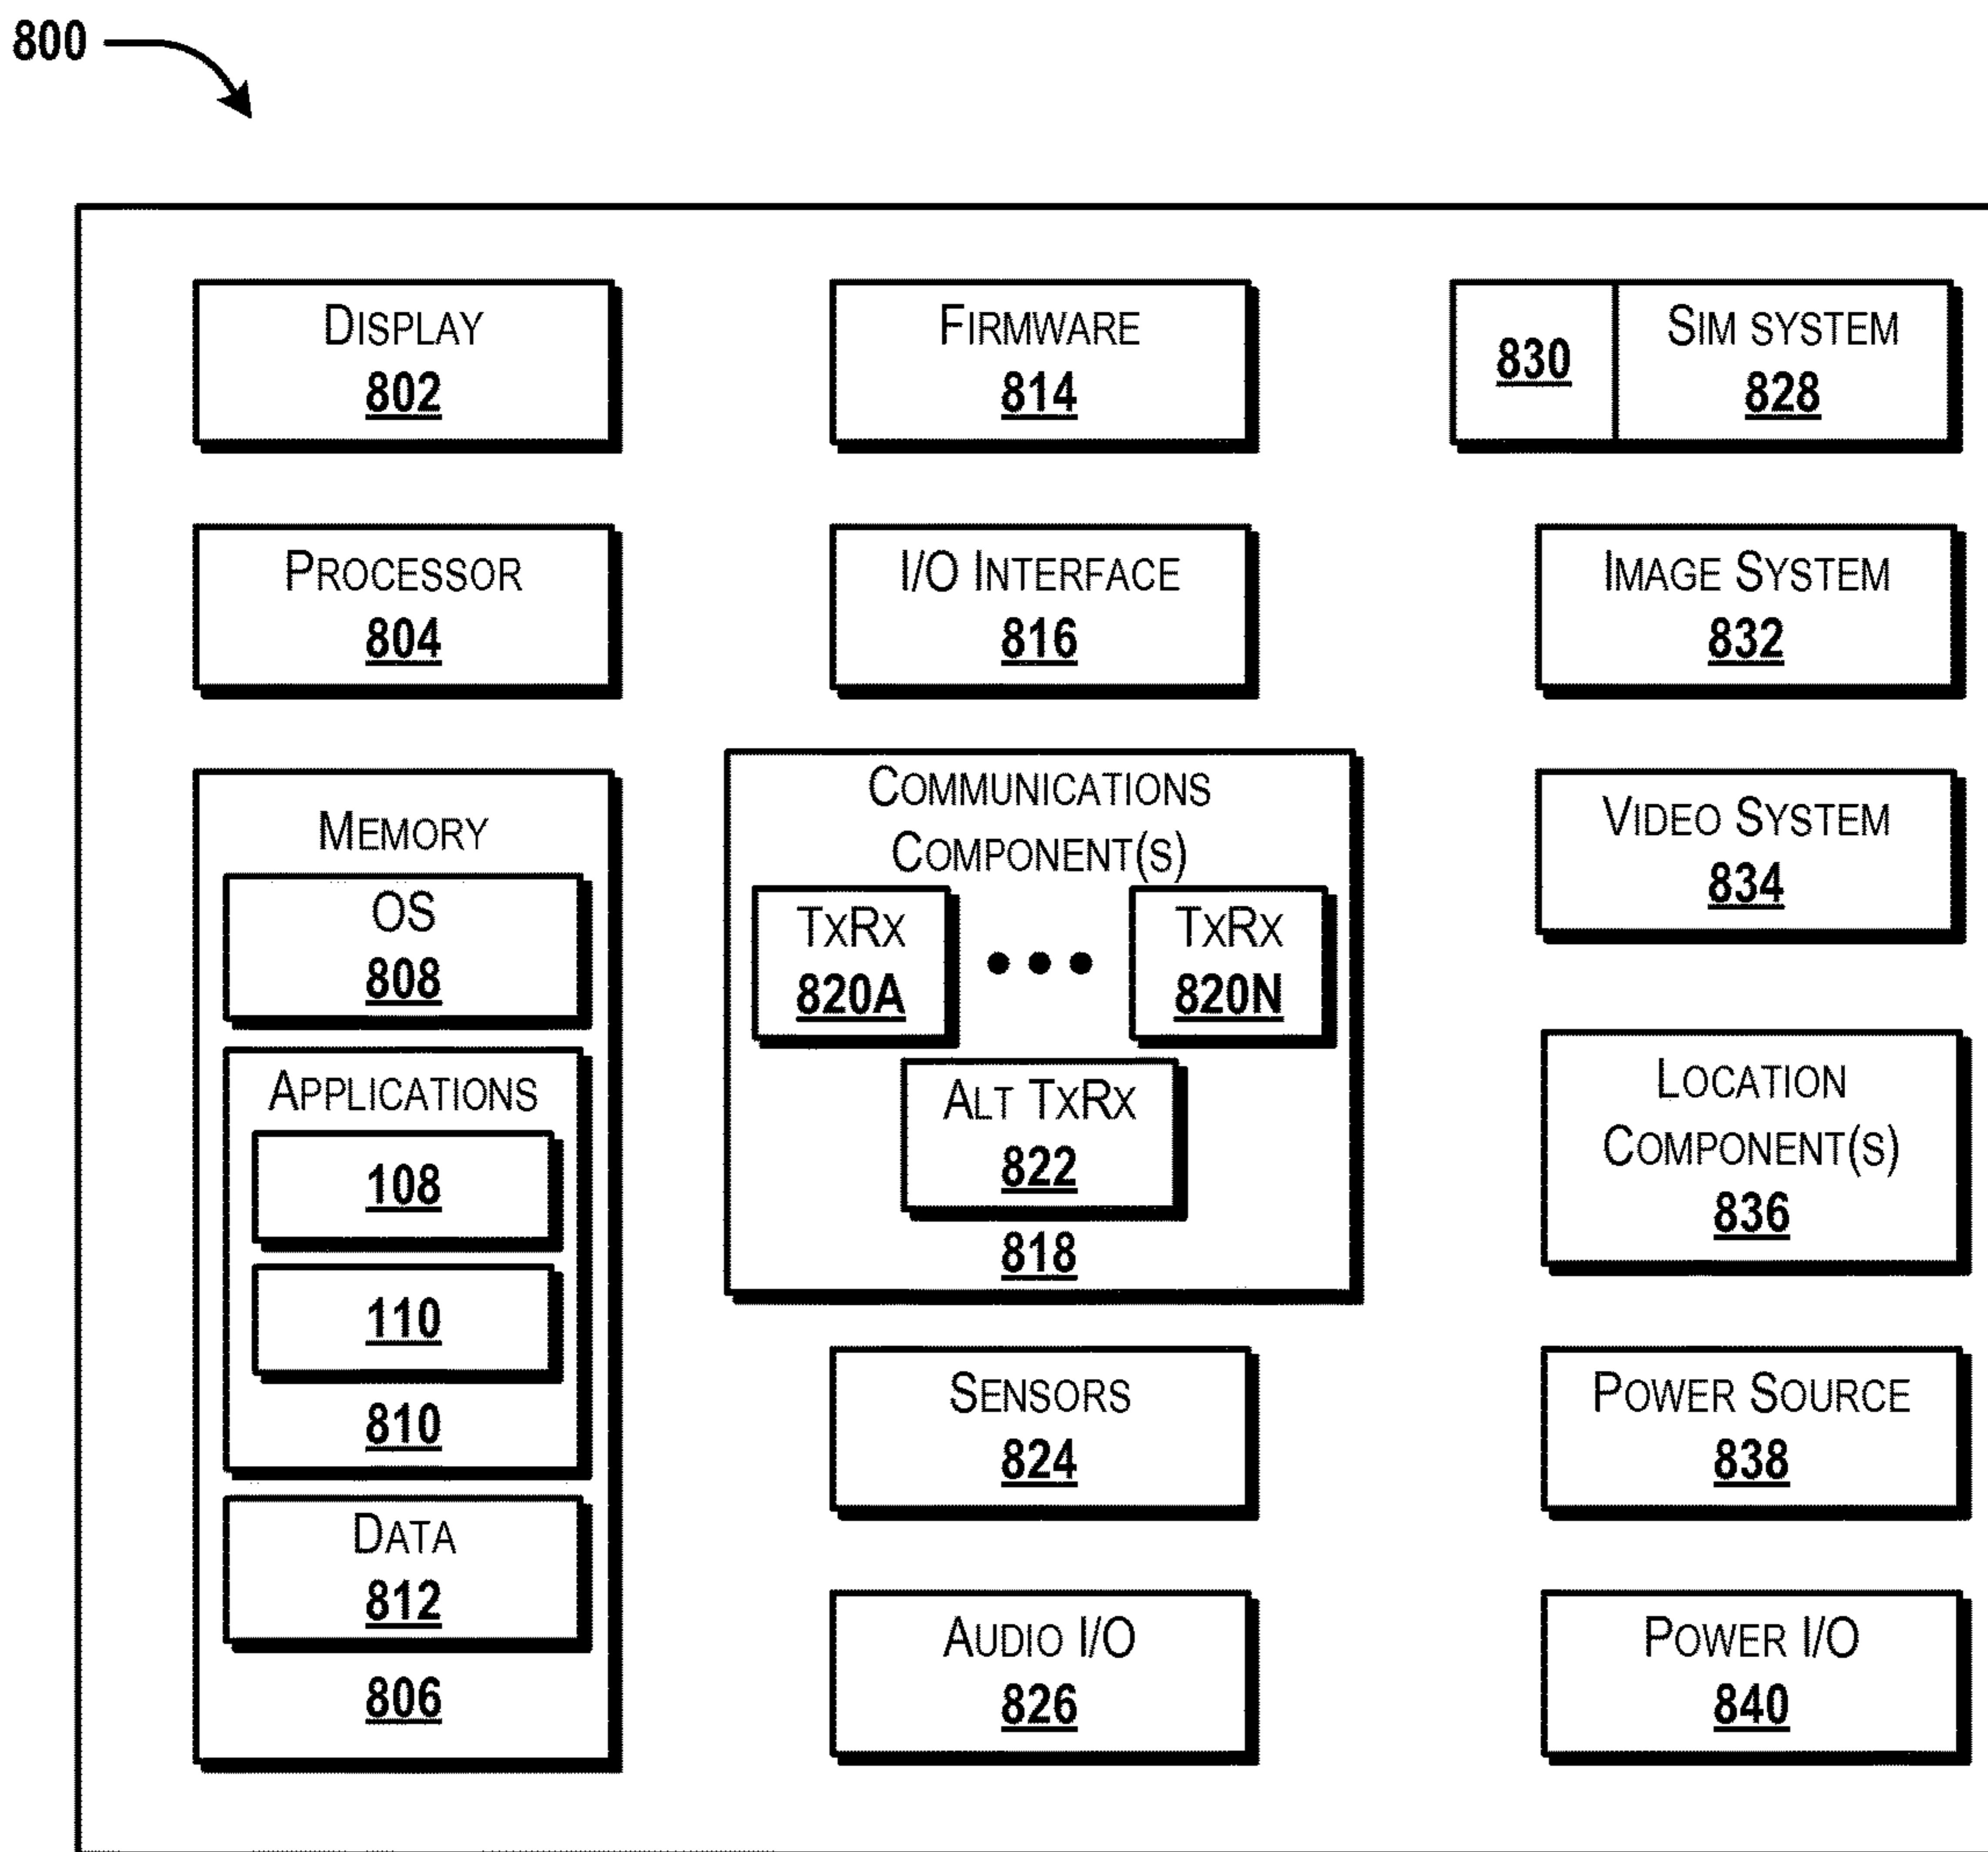 800
DISPLAY
802
PROCESSOR
804
MEMORY
OS
808
APPLICATIONS
108
110
810
DATA
812
806
FIRMWARE
814
I/O INTERFACE
816
COMMUNICATIONS
COMPONENT(S)
TXRX
820A
TXRX
820N
ALT TXRX
822
818
SENSORS
824
AUDIO I/O
826
830
SIM SYSTEM
828
IMAGE SYSTEM
832
VIDEO SYSTEM
834
LOCATION
COMPONENT(S)
836
POWER SOURCE
838
POWER I/O
840